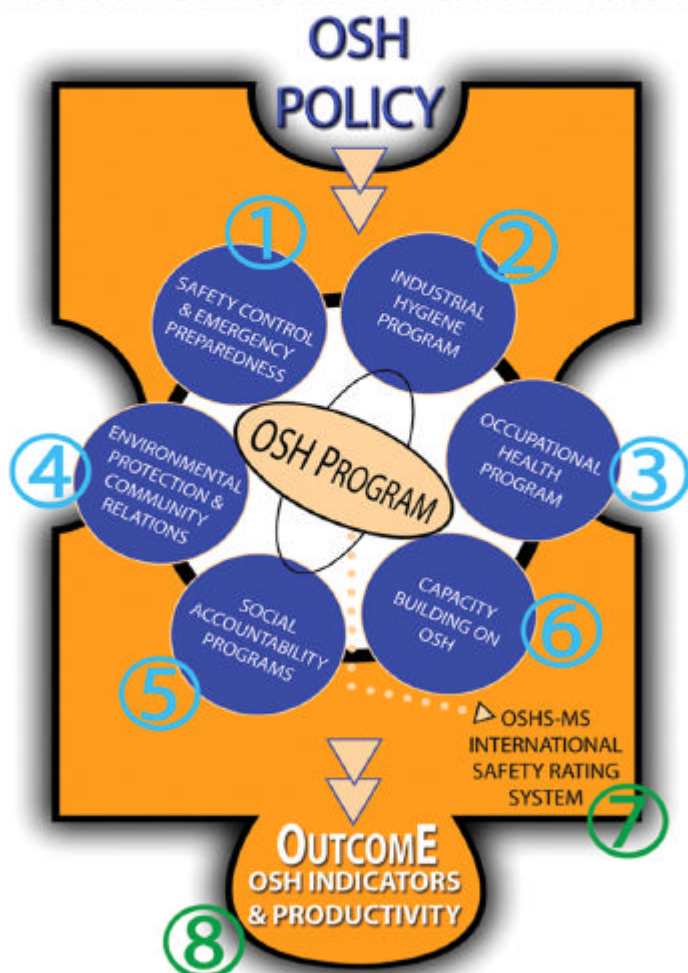 OSH
POLICY
①
SAFETY CONTROL
& EMERGENCY
PREPAREDNESS
②
INDUSTRIAL
HYGIENE
PROGRAM
④
ENVIRONMENTAL
PROTECTION &
COMMUNITY
RELATIONS
OSH PROGRAM
OCCUPATIONAL
HEALTH
PROGRAM
③
⑤
SOCIAL
ACCOUNTABILITY
PROGRAMS
CAPACITY
BUILDING ON
OSH
⑥
OSHS-MS
INTERNATIONAL
SAFETY RATING
SYSTEM
⑦
OUTCOME
OSH INDICATORS
& PRODUCTIVITY
⑧